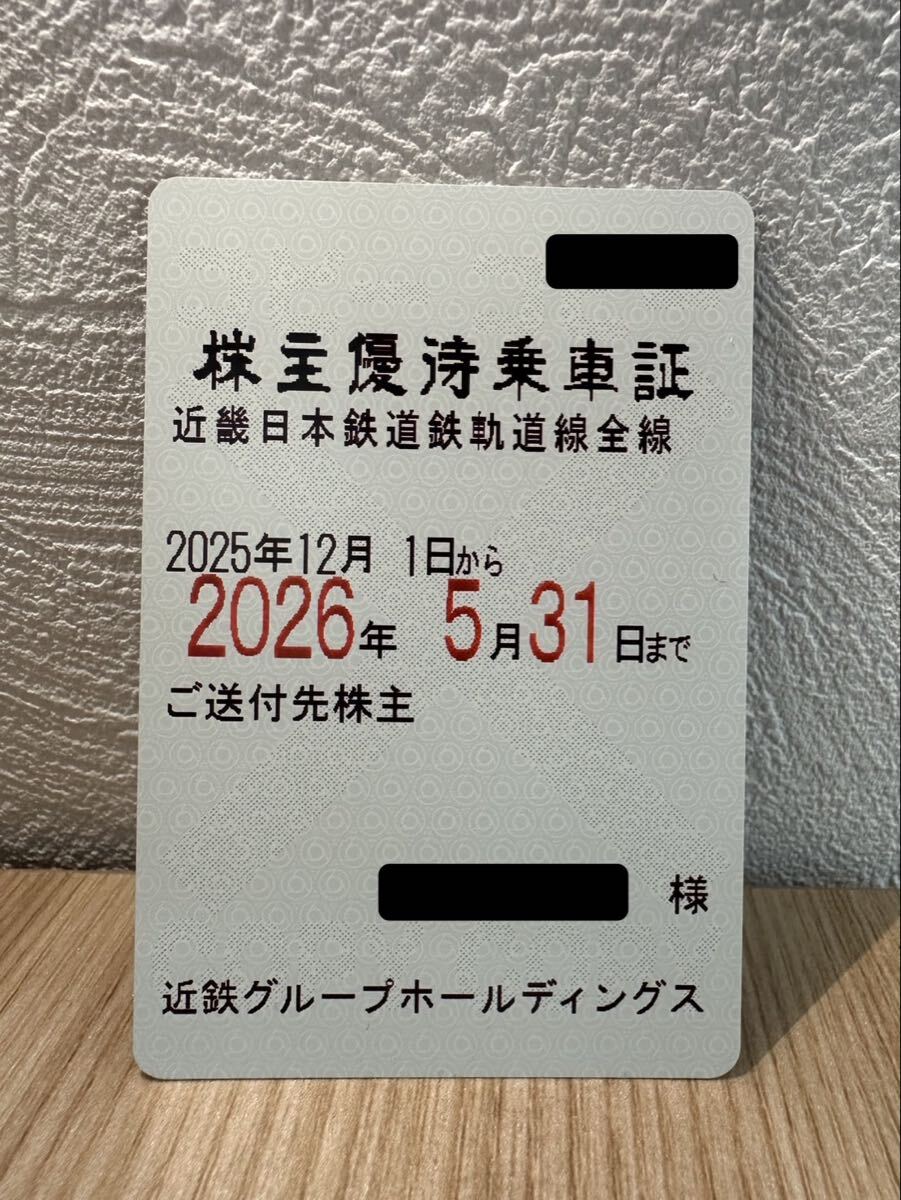 株主優待乗車証
近畿日本鉄道鉄軌道線全線
2025年12月 1日から
2026年 5月31日まで
ご送付先株主
様
近鉄グループホールディングス